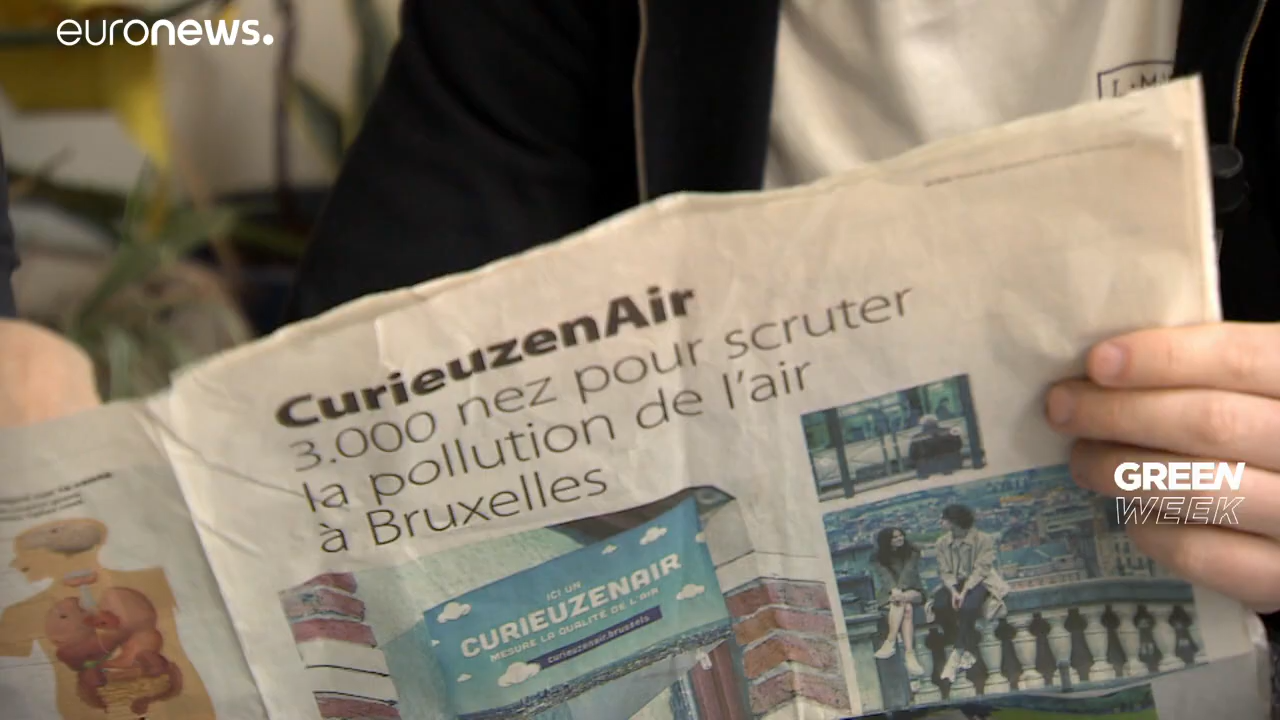 euronews.
L·M
CurieuzenAir
3.000 nez pour scruter
la pollution de l'air
à Bruxelles
ICI UN
CURIEUZENAIR
MESURE LA QUALITÉ DE L'AIR
curieuzenair.brussels
GREEN
WEEK